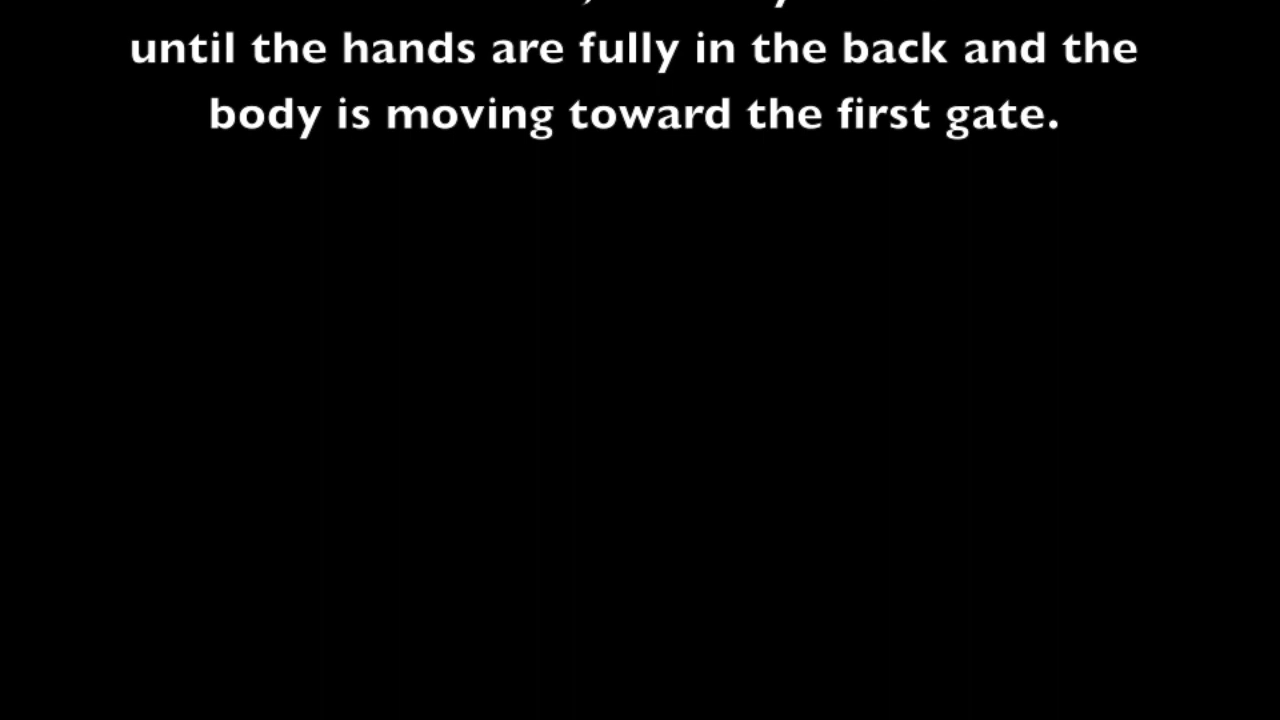 until the hands are fully in the back and the
body is moving toward the first gate.